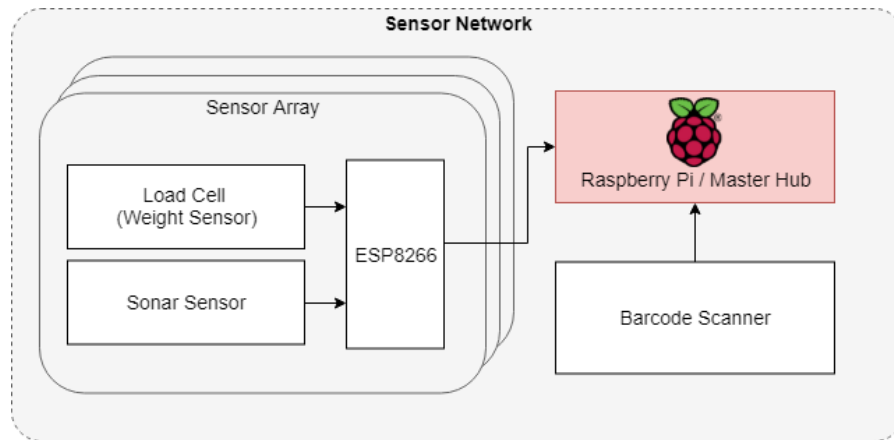 Sensor Network
Sensor Array
Load Cell
(Weight Sensor)
ESP8266
Sonar Sensor
®
Raspberry Pi / Master Hub
Barcode Scanner